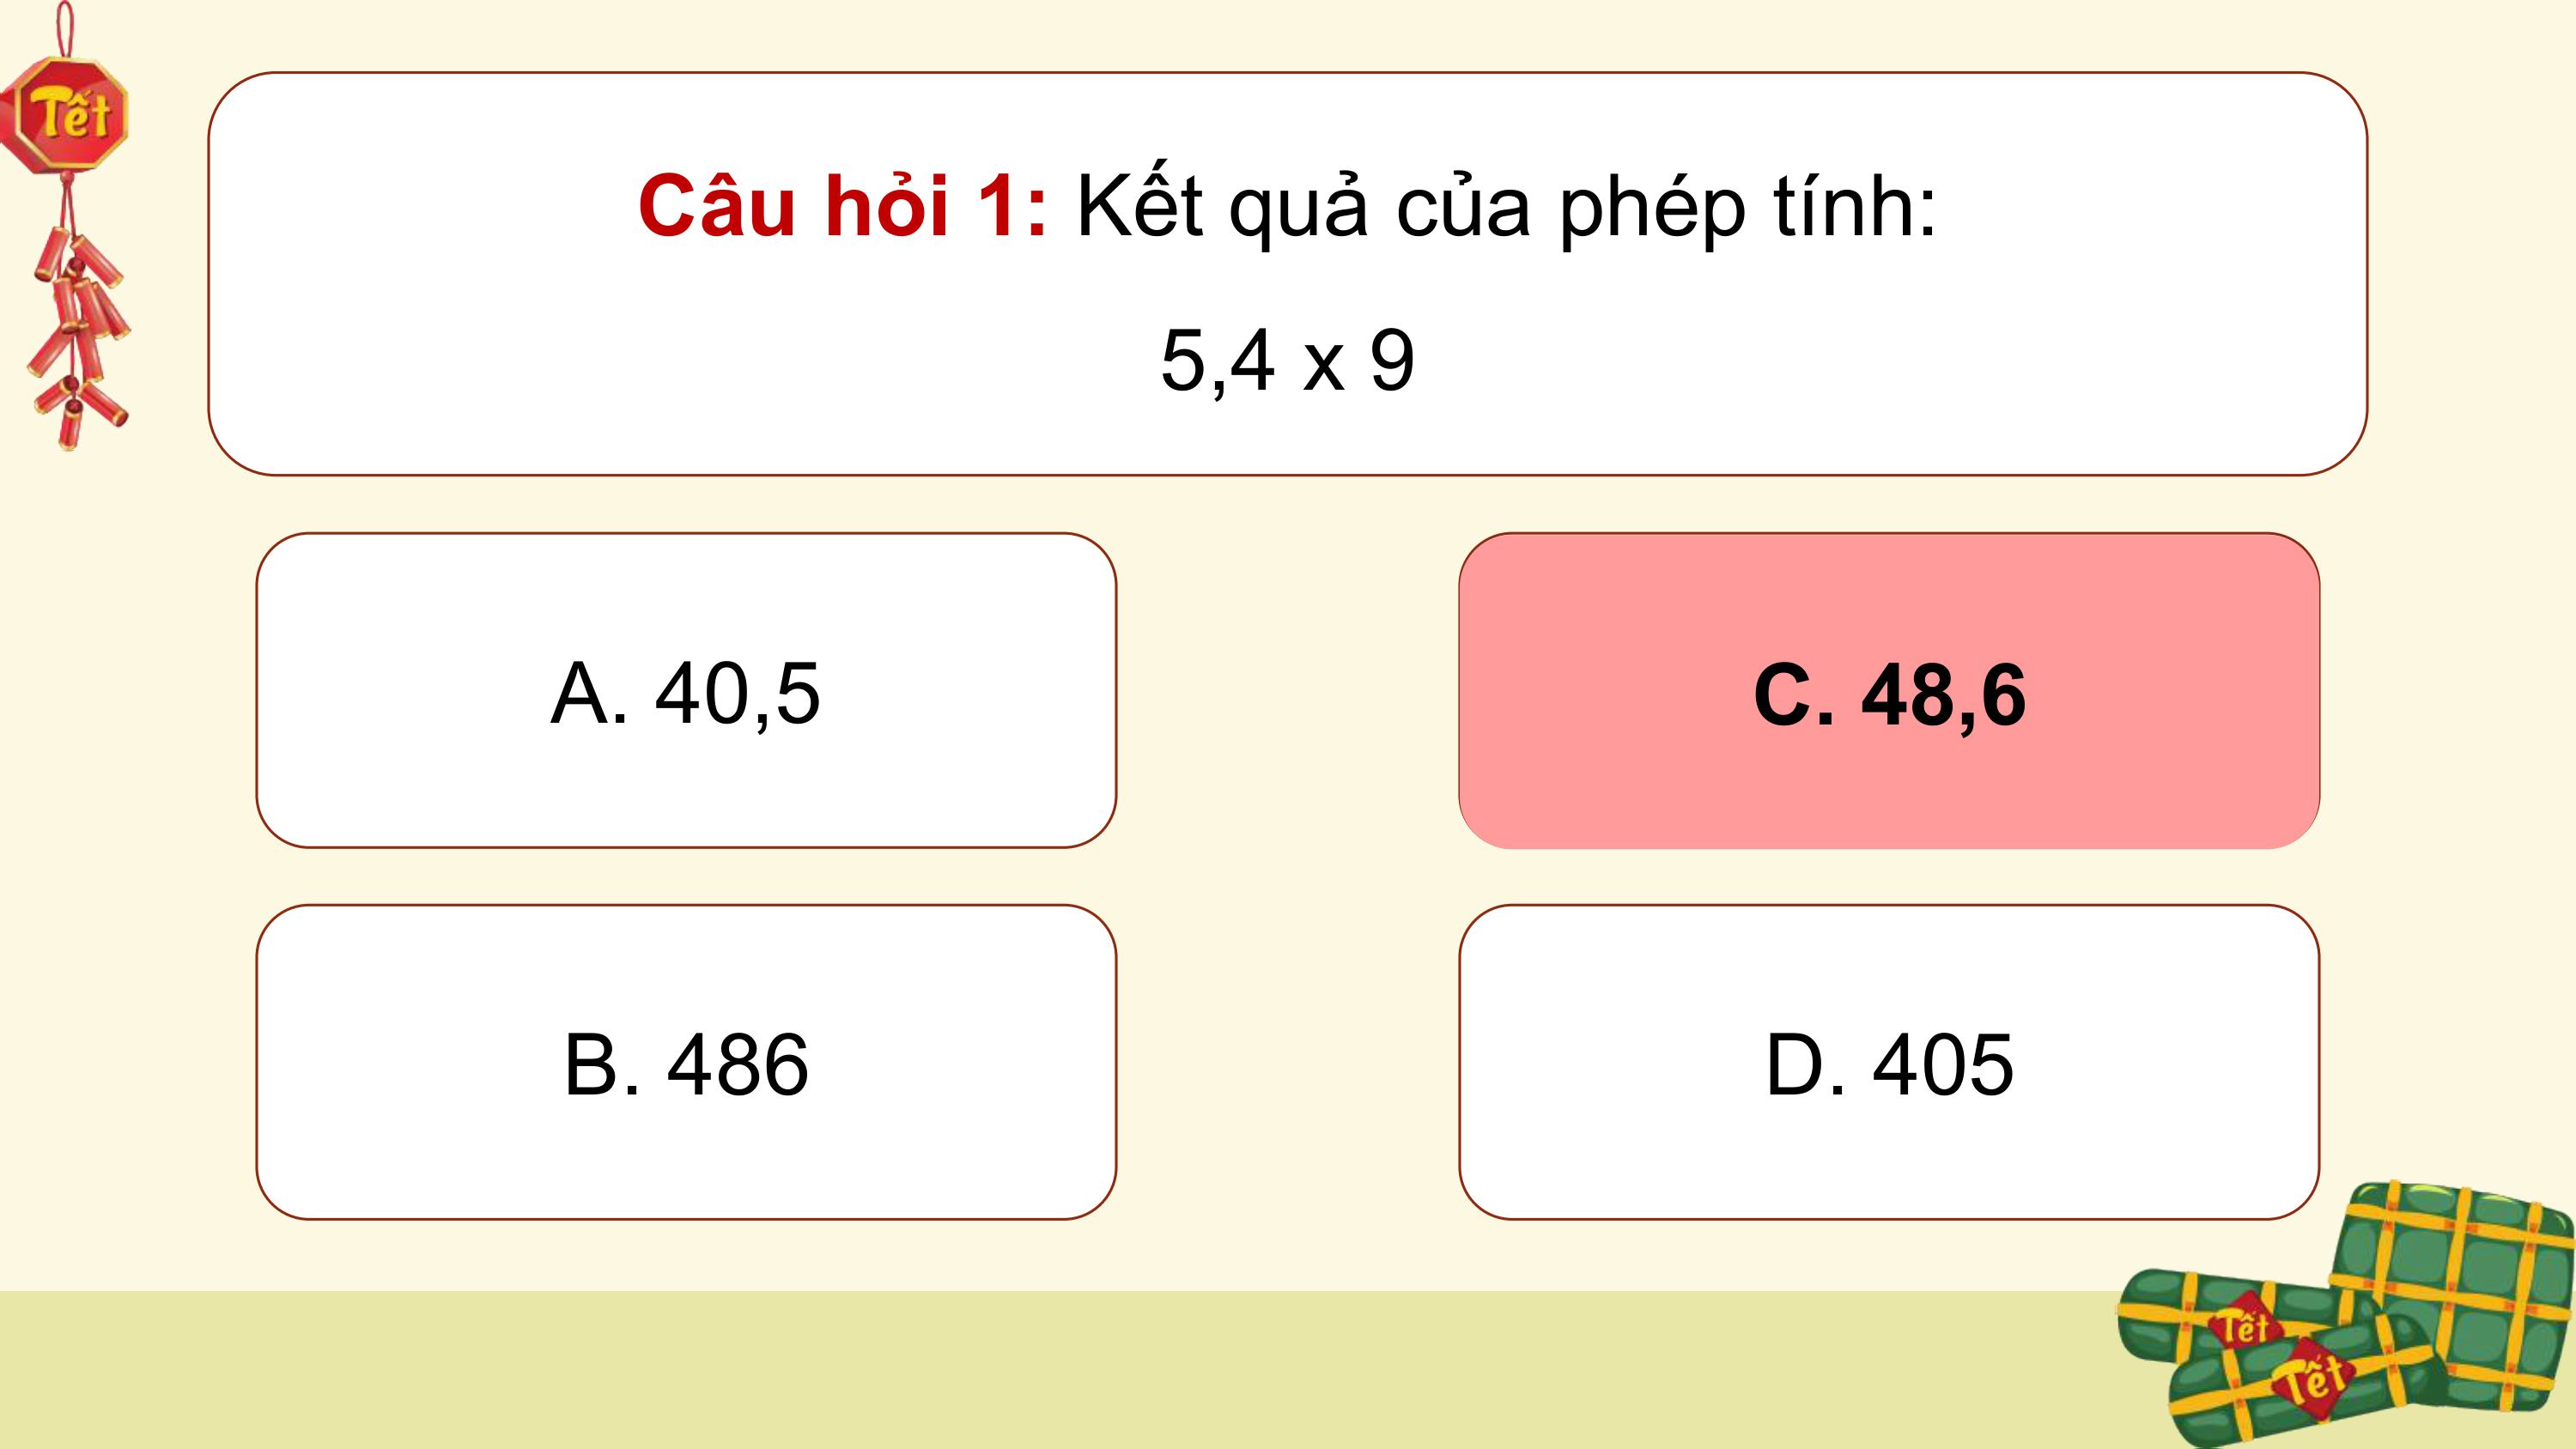 Tết
Câu hỏi 1: Kết quả của phép tính:
5,4 x 9
A. 40,5
C. 48,6
B. 486
D. 405
Tết
Tết